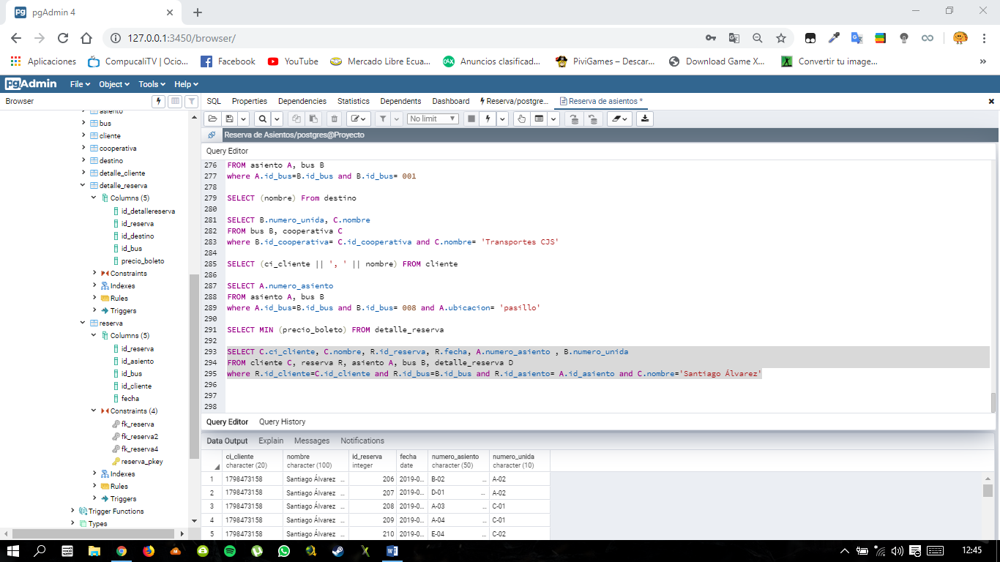 pgAdmin 4
127.0.0.1:3450/browser/
Aplicaciones CompucaliTV | Ocio... Facebook YouTube Mercado Libre Ecua... Anuncios clasificad... PiviGames – Descar... Download Game X... Convertir tu image... »
pgAdmin File Object Tools Help
Browser SQL Properties Dependencies Statistics Dependents Dashboard Reserva/postgre... Reserva de asientos *
asiento
bus
cliente
cooperativa
destino
detalle_cliente
detalle_reserva
Columns (5)
id_detallereserva
id_reserva
id_destino
id_bus
precio_boleto
Constraints
Indexes
Rules
Triggers
reserva
Columns (5)
id_reserva
id_asiento
id_bus
id_cliente
fecha
Constraints (4)
fk_reserva
fk_reserva2
fk_reserva4
reserva_pkey
Indexes
Rules
Triggers
Trigger Functions
Types
No limit
Reserva de Asientos/postgres@Proyecto
Query Editor
276 FROM asiento A, bus B
277 where A.id_bus=B.id_bus and B.id_bus= 001
278
279 SELECT (nombre) From destino
280
281 SELECT B.numero_unida, C.nombre
282 FROM bus B, cooperativa C
283 where B.id_cooperativa= C.id_cooperativa and C.nombre= 'Transportes CJS'
284
285 SELECT (ci_cliente || ', ' || nombre) FROM cliente
286
287 SELECT A.numero_asiento
288 FROM asiento A, bus B
289 where A.id_bus=B.id_bus and B.id_bus= 008 and A.ubicacion= 'pasillo'
290
291 SELECT MIN (precio_boleto) FROM detalle_reserva
292
293 SELECT C.ci_cliente, C.nombre, R.id_reserva, R.fecha, A.numero_asiento , B.numero_unida
294 FROM cliente C, reserva R, asiento A, bus B, detalle_reserva D
295 where R.id_cliente=C.id_cliente and R.id_bus=B.id_bus and R.id_asiento= A.id_asiento and C.nombre='Santiago Álvarez'
296
297
298
Query Editor Query History
Data Output Explain Messages Notifications
ci_cliente nombre id_reserva fecha numero_asiento numero_unida
character (20) character (100) integer date character (50) character (10)
1 1798473158 Santiago Álvarez ... 206 2019-0... B-02 ... A-02
2 1798473158 Santiago Álvarez ... 207 2019-0... D-01 ... A-02
3 1798473158 Santiago Álvarez ... 208 2019-0... A-03 ... C-01
4 1798473158 Santiago Álvarez ... 209 2019-0... A-04 ... C-01
5 1798473158 Santiago Álvarez ... 210 2019-0... E-04 ... C-02
12:45